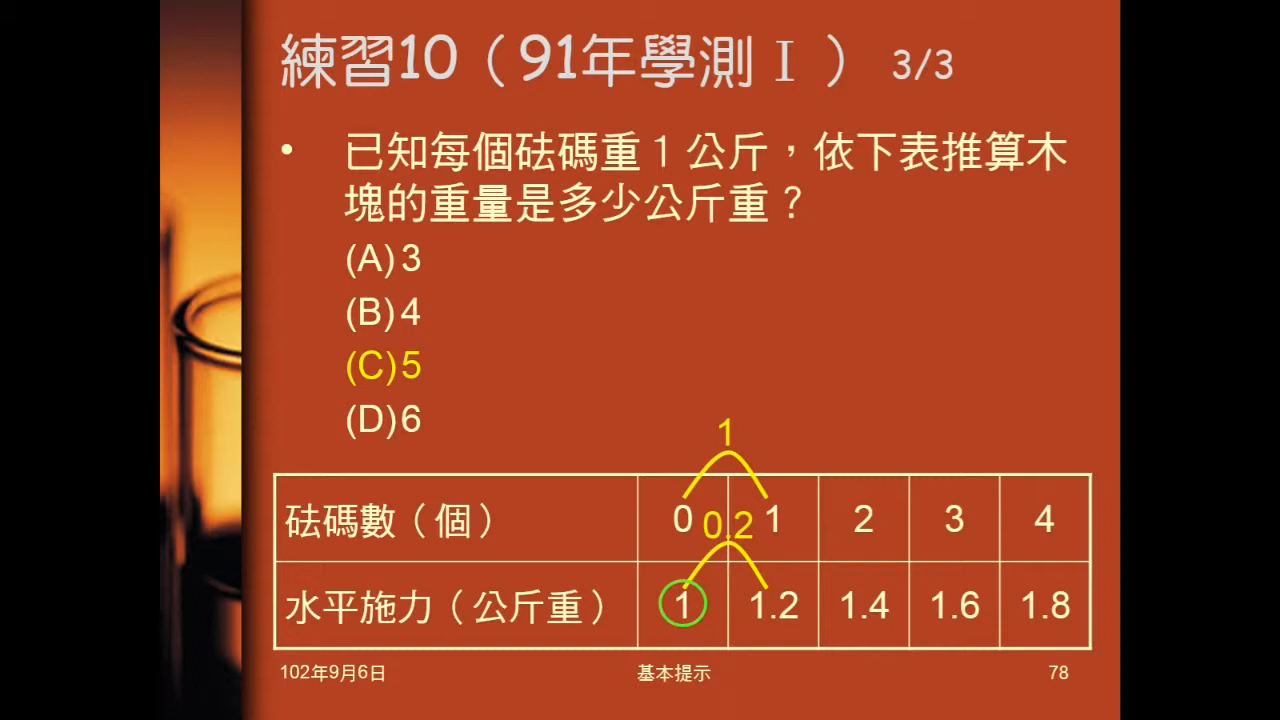 練習10（91年學測Ⅰ） 3/3
• 已知每個砝碼重1公斤，依下表推算木
塊的重量是多少公斤重？
(A)3
(B)4
(C)5
(D)6
1
砝碼數（個） 0 1 2 3 4
0.2
水平施力（公斤重） 1 1.2 1.4 1.6 1.8
102年9月6日 基本提示 78